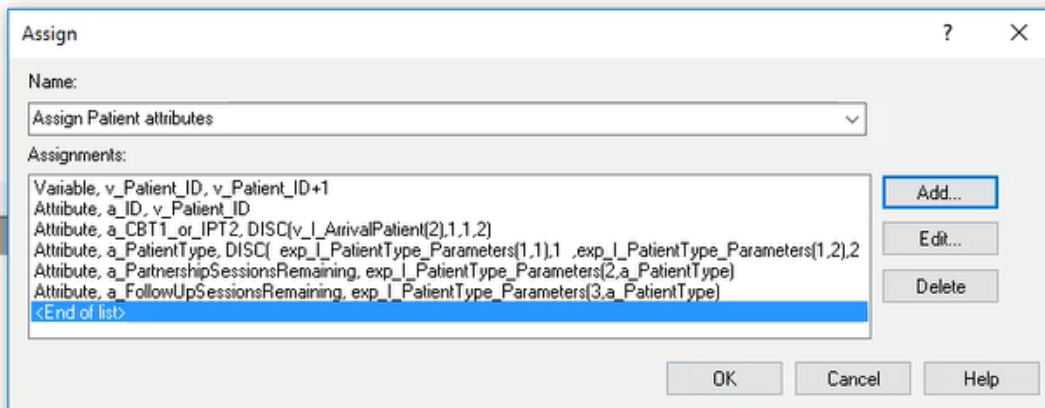 Assign
?
Name:
Assign Patient attributes
Assignments:
Variable, v_Patient_ID, v_Patient_ID+1
Attribute, a_ID, v_Patient_ID
Attribute, a_CBT1_or_IPT2, DISC(v_I_ArrivalPatient(2),1,1,2)
Attribute, a_PatientType, DISC( exp_I_PatientType_Parameters(1,1),1 ,exp_I_PatientType_Parameters(1,2),2
Attribute, a_PartnershipSessionsRemaining, exp_I_PatientType_Parameters(2,a_PatientType)
Attribute, a_FollowUpSessionsRemaining, exp_I_PatientType_Parameters(3,a_PatientType)
<End of list>
Add...
Edit...
Delete
OK Cancel Help